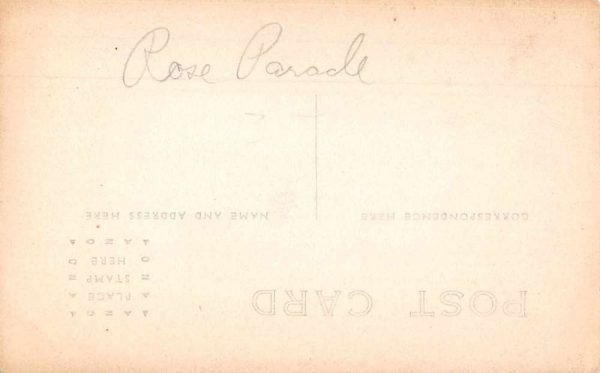 Rose Parade
POST CARD
PLACE
STAMP
HERE
CORRESPONDENCE HERE
NAME AND ADDRESS HERE